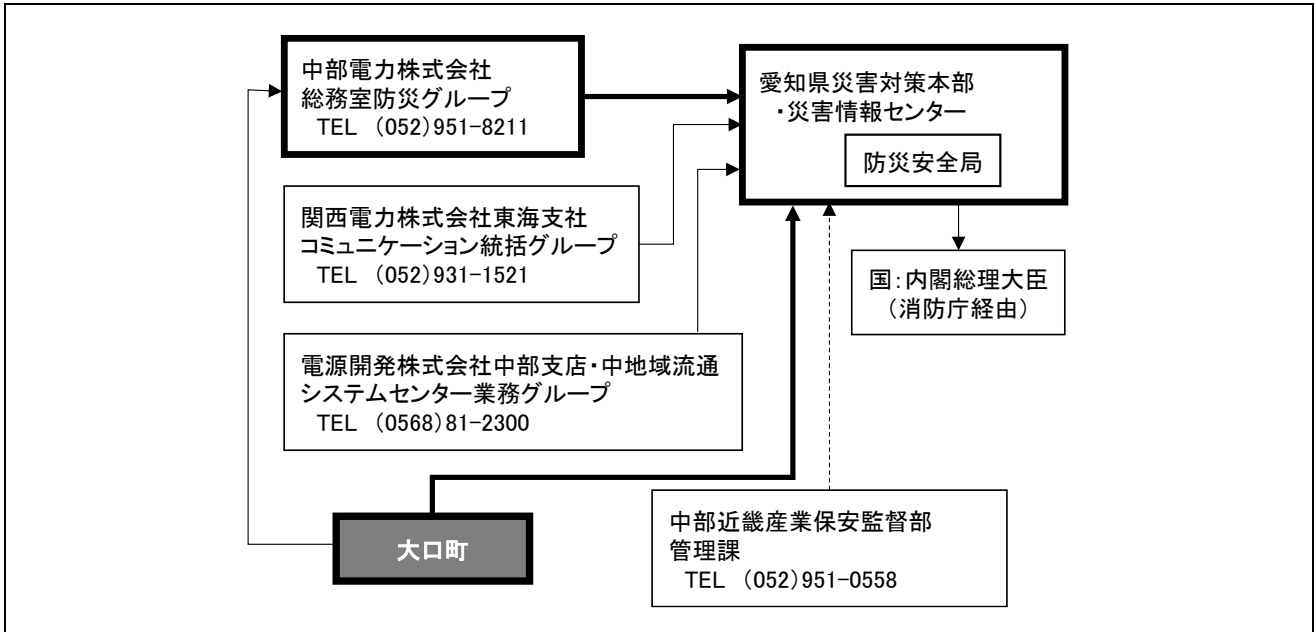 中部電力株式会社
総務室防災グループ
TEL (052)951-8211
愛知県災害対策本部
・災害情報センター
防災安全局
関西電力株式会社東海支社
コミュニケーション統括グループ
TEL (052)931-1521
国:内閣総理大臣
(消防庁経由)
電源開発株式会社中部支店・中地域流通
システムセンター業務グループ
TEL (0568)81-2300
大口町
中部近畿産業保安監督部
管理課
TEL (052)951-0558